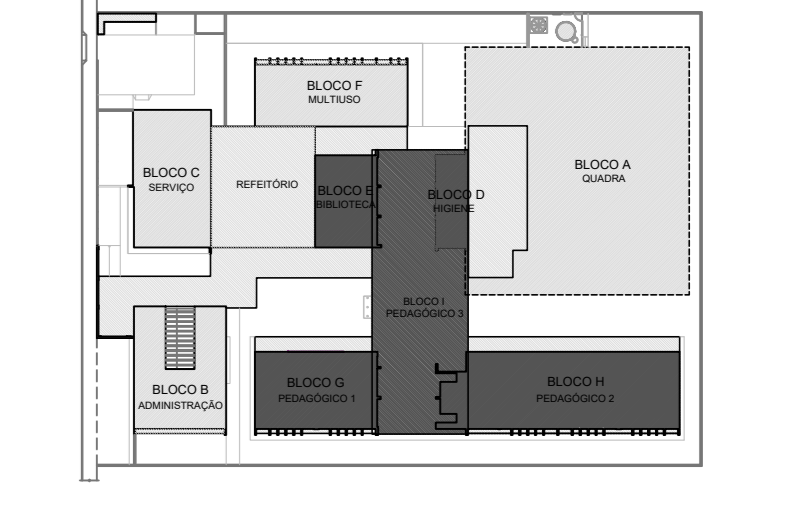 BLOCO F
MULTIUSO
BLOCO A
QUADRA
BLOCO C
SERVIÇO
REFEITÓRIO
BLOCO E
BIBLIOTECA
BLOCO D
HIGIENE
BLOCO I
PEDAGÓGICO 3
BLOCO B
ADMINISTRAÇÃO
BLOCO G
PEDAGÓGICO 1
BLOCO H
PEDAGÓGICO 2